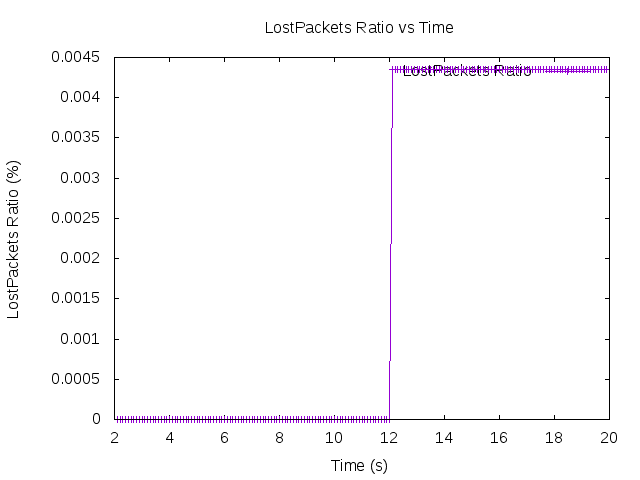 LostPackets Ratio vs Time
0.0045
0.004
0.0035
0.003
0.0025
0.002
0.0015
0.001
0.0005
0
LostPackets Ratio (%)
LostPackets Ratio
2 4 6 8 10 12 14 16 18 20
Time (s)